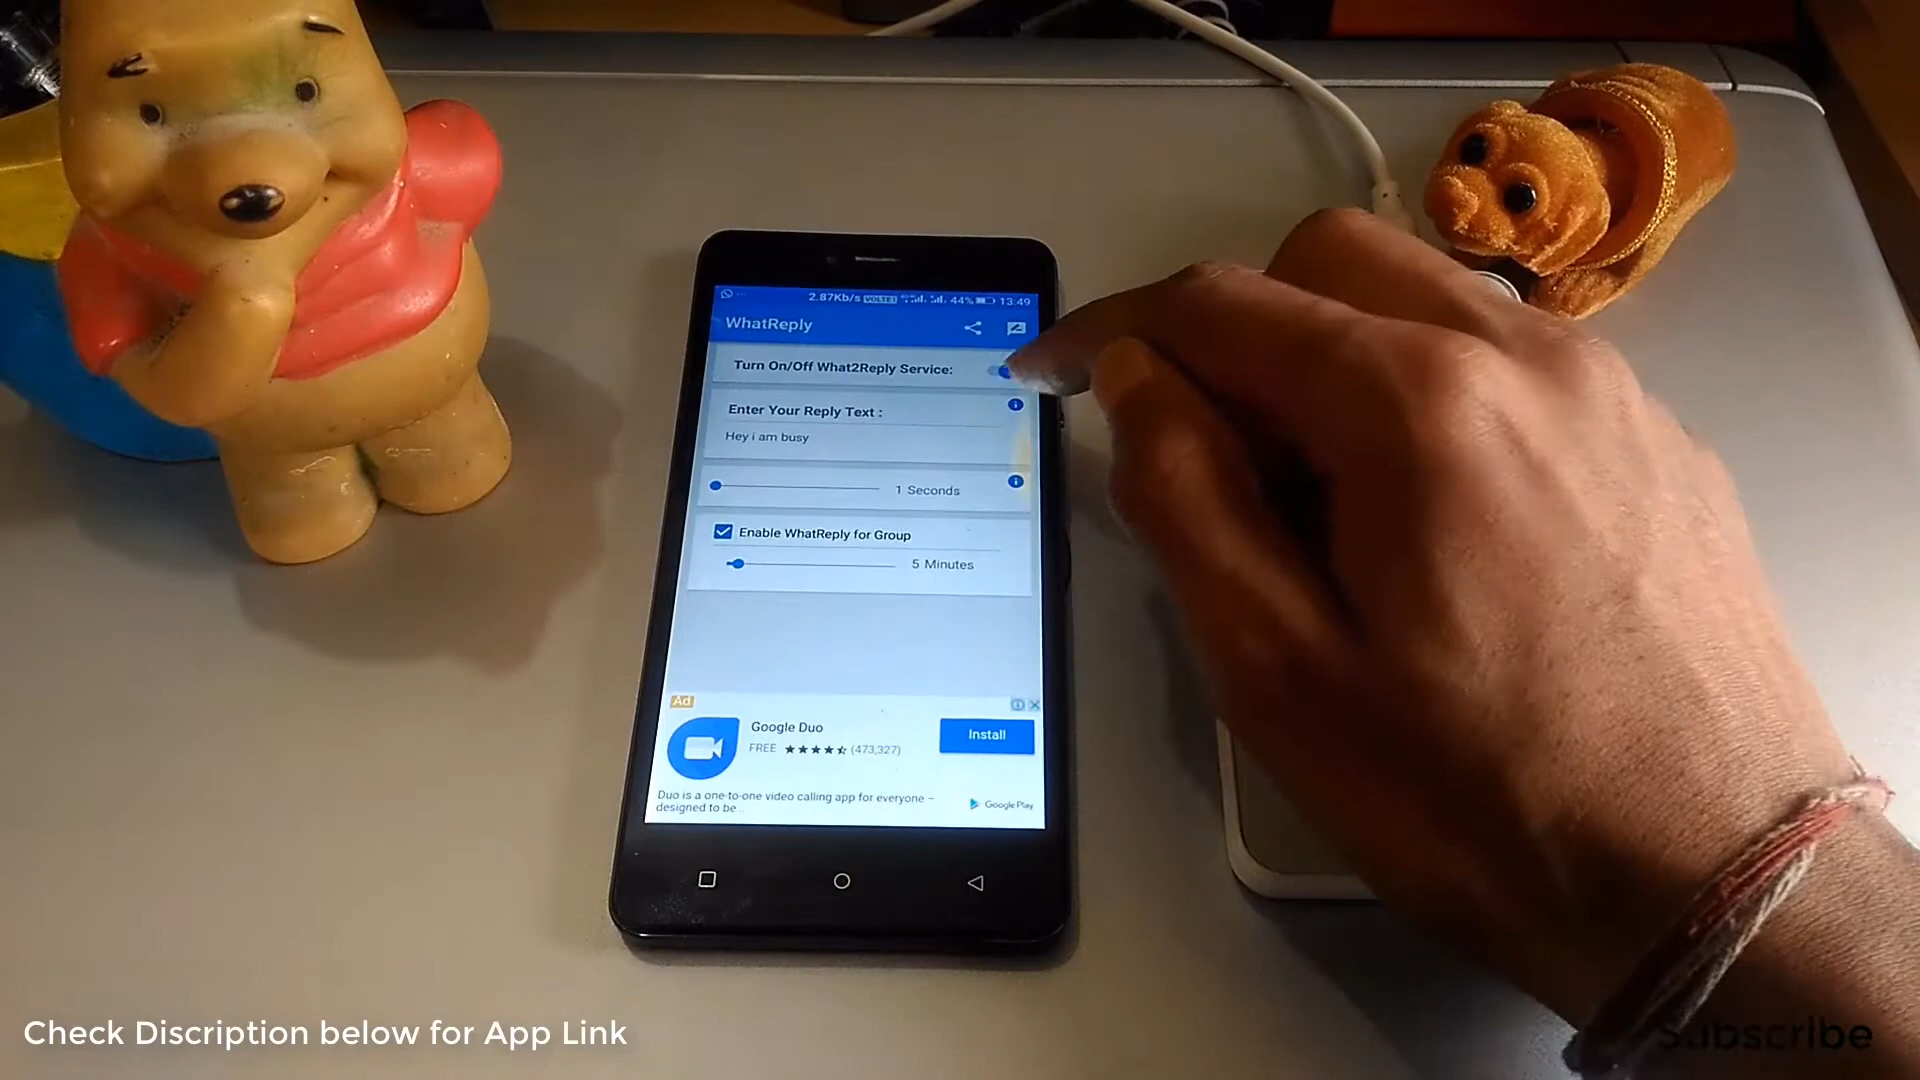 2.87Kb/s VOLTE 44% 13:49
WhatReply
Turn On/Off What2Reply Service:
Enter Your Reply Text :
Hey i am busy
1 Seconds
Enable WhatReply for Group
5 Minutes
Ad
Google Duo
Install
FREE ★★★★⯨ (473,327)
Duo is a one-to-one video calling app for everyone –
designed to be...
Google Play
Check Discription below for App Link
Subscribe